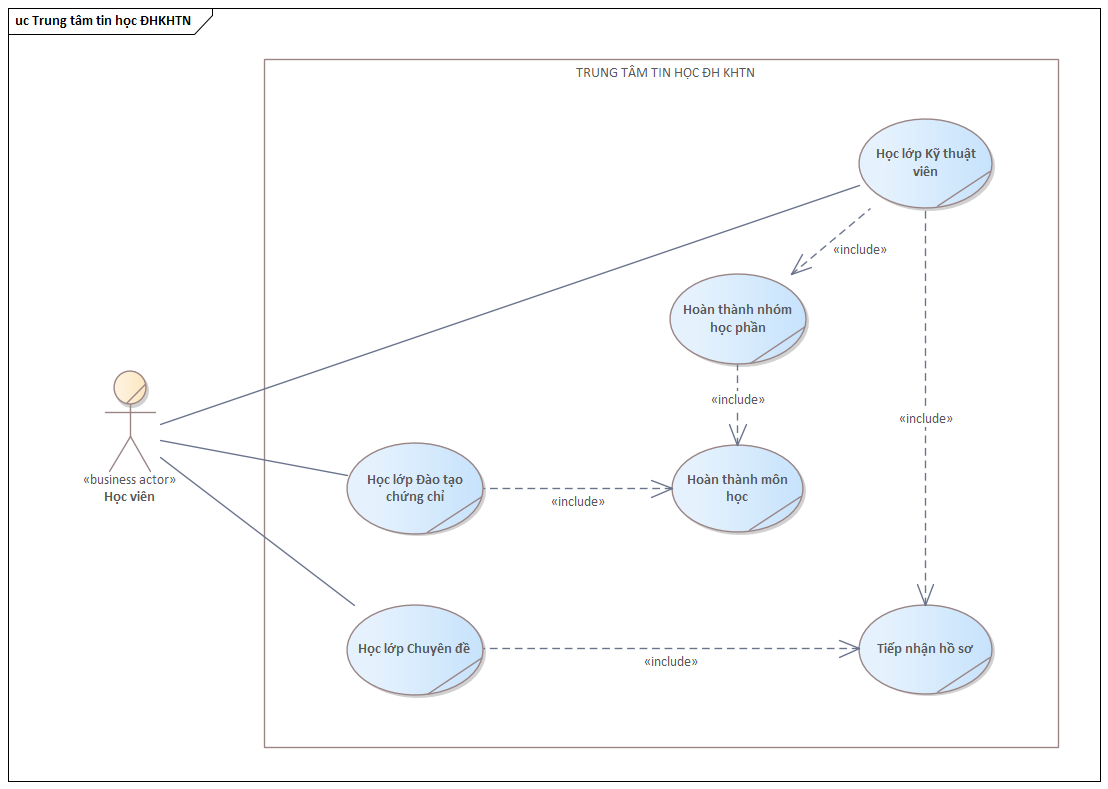 uc Trung tâm tin học ĐHKHTN
TRUNG TÂM TIN HỌC ĐH KHTN
Học lớp Kỹ thuật
viên
«include»
Hoàn thành nhóm
học phần
«include»
«include»
«business actor»
Học viên
Học lớp Đào tạo
chứng chỉ
«include»
Hoàn thành môn
học
Học lớp Chuyên đề
«include»
Tiếp nhận hồ sơ